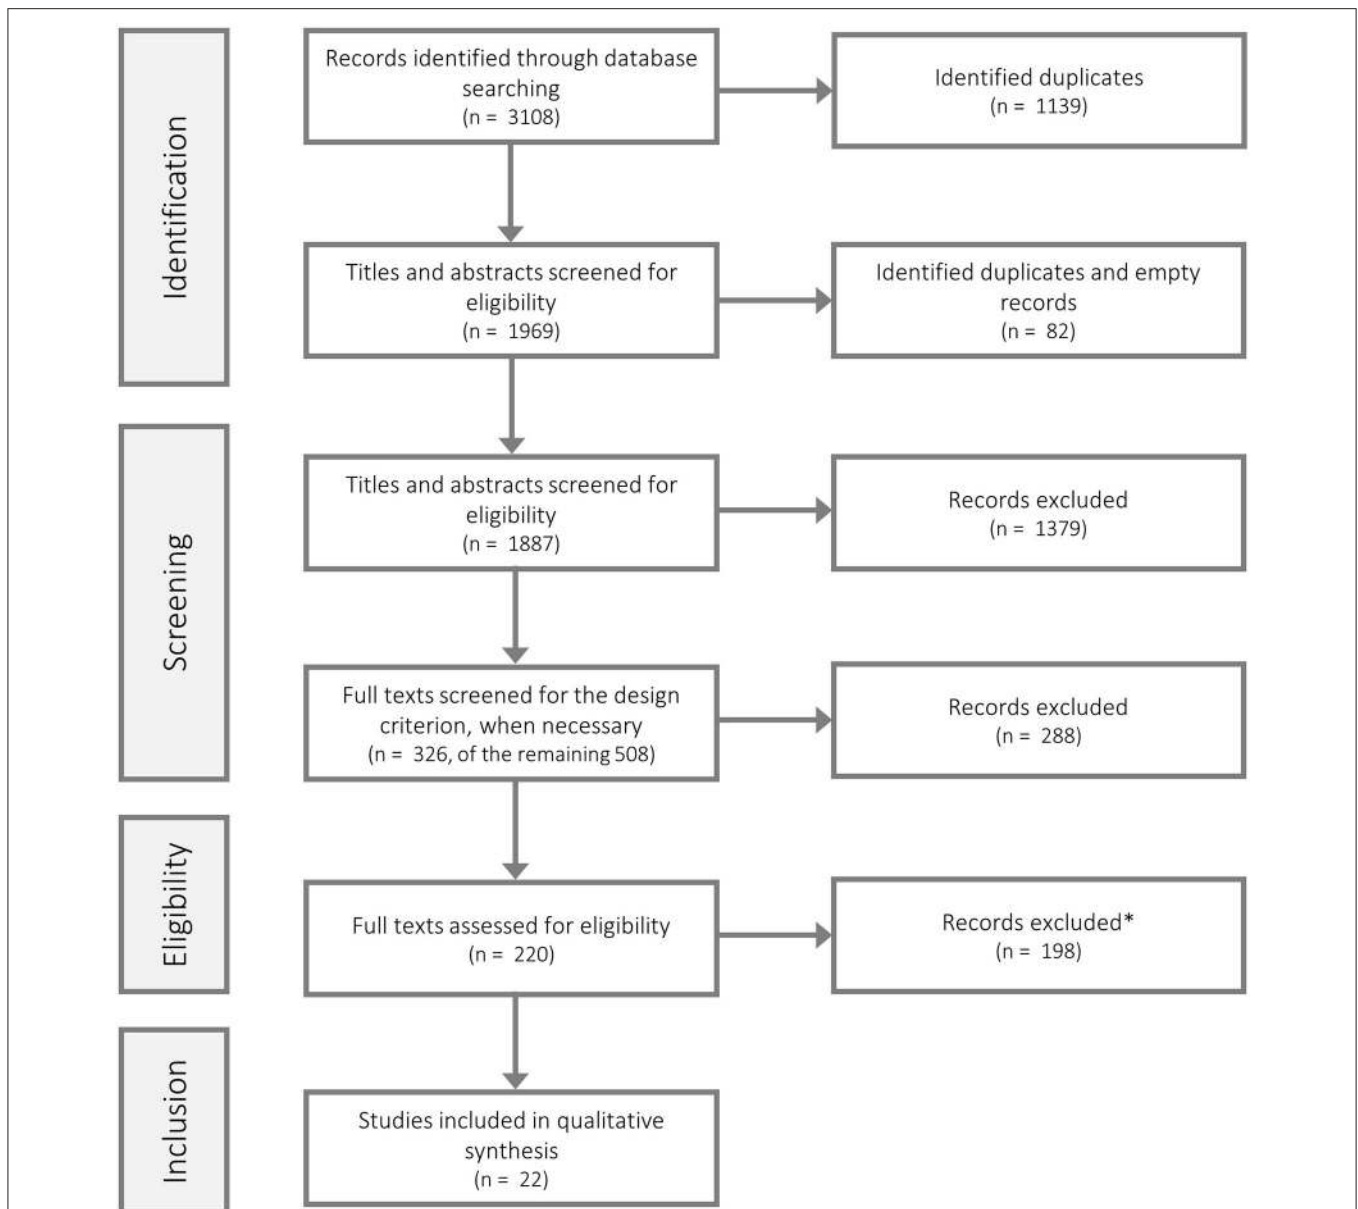 Identification
Records identified through database
searching
(n = 3108)
Identified duplicates
(n = 1139)
Titles and abstracts screened for
eligibility
(n = 1969)
Identified duplicates and empty
records
(n = 82)
Screening
Titles and abstracts screened for
eligibility
(n = 1887)
Records excluded
(n = 1379)
Full texts screened for the design
criterion, when necessary
(n = 326, of the remaining 508)
Records excluded
(n = 288)
Eligibility
Full texts assessed for eligibility
(n = 220)
Records excluded*
(n = 198)
Inclusion
Studies included in qualitative
synthesis
(n = 22)